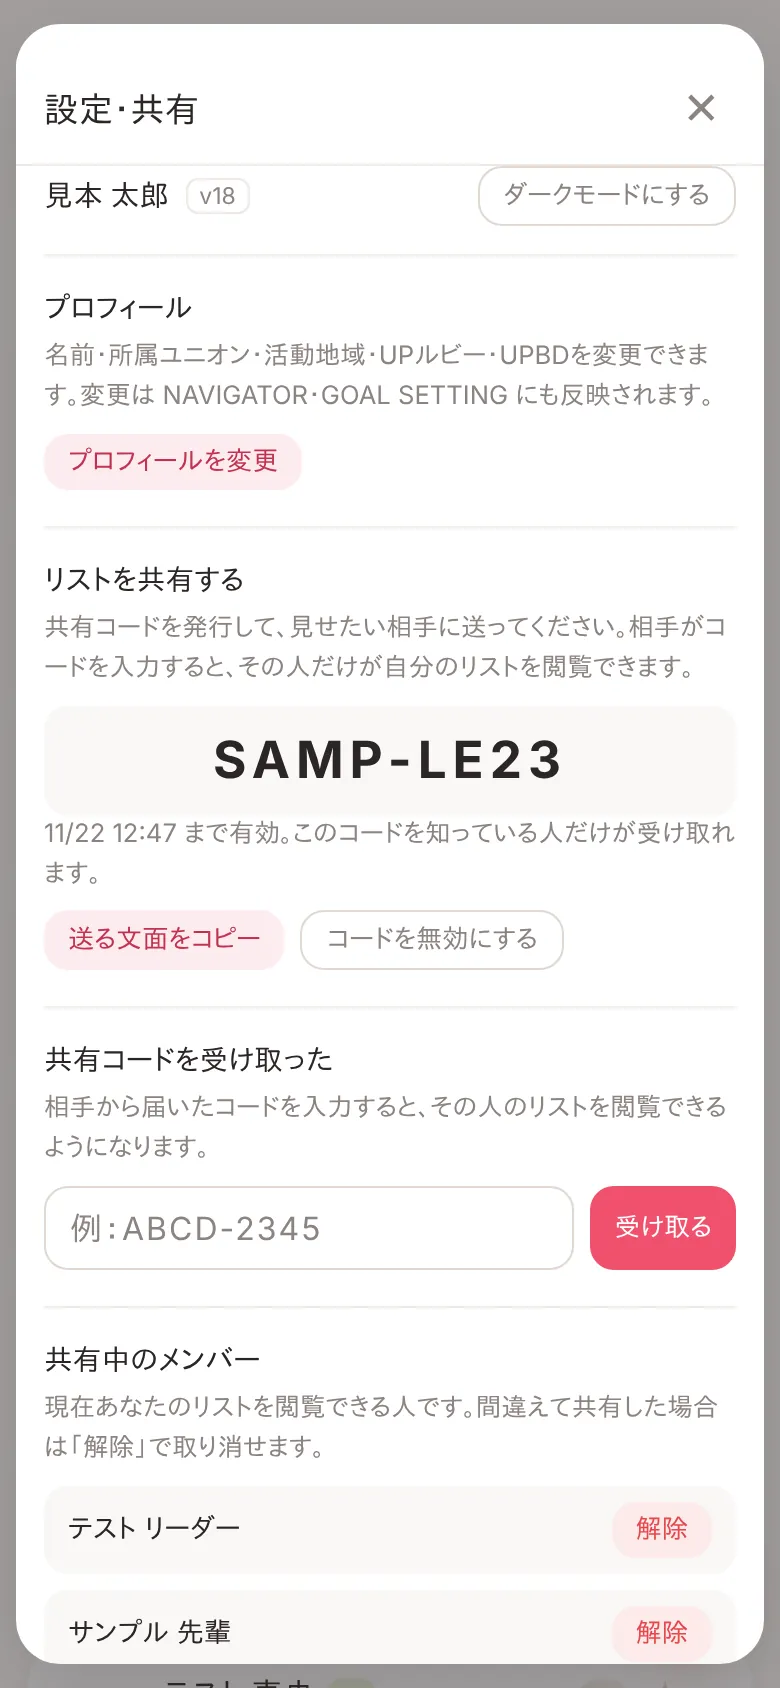 設定・共有
見本 太郎 v18 ダークモードにする
プロフィール
名前・所属ユニオン・活動地域・UPルビー・UPBDを変更できま
す。変更は NAVIGATOR・GOAL SETTING にも反映されます。
プロフィールを変更
リストを共有する
共有コードを発行して、見せたい相手に送ってください。相手がコ
ードを入力すると、その人だけが自分のリストを閲覧できます。
SAMP-LE23
11/22 12:47 まで有効。このコードを知っている人だけが受け取れ
ます。
送る文面をコピー コードを無効にする
共有コードを受け取った
相手から届いたコードを入力すると、その人のリストを閲覧できる
ようになります。
例：ABCD-2345 受け取る
共有中のメンバー
現在あなたのリストを閲覧できる人です。間違えて共有した場合
は「解除」で取り消せます。
テスト リーダー 解除
サンプル 先輩 解除